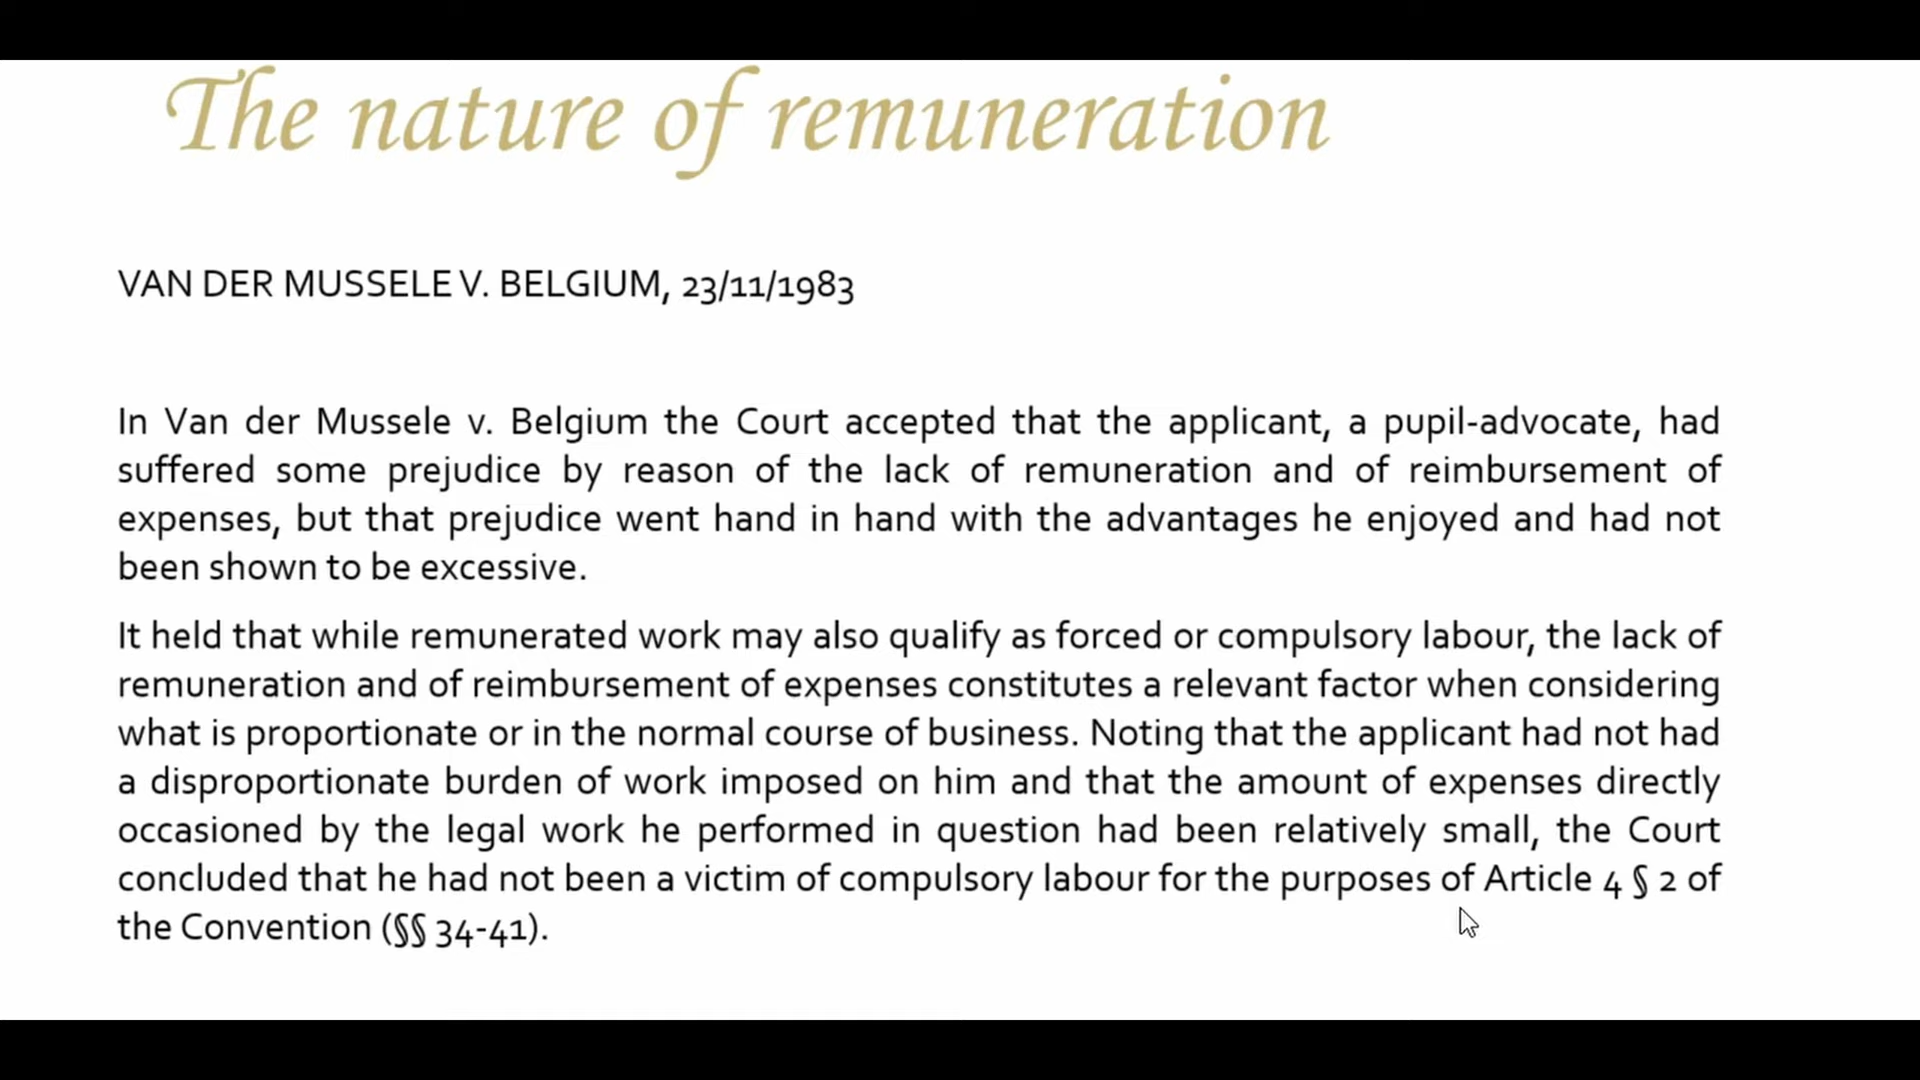 The nature of remuneration
VAN DER MUSSELE V. BELGIUM, 23/11/1983
In Van der Mussele v. Belgium the Court accepted that the applicant, a pupil-advocate, had
suffered some prejudice by reason of the lack of remuneration and of reimbursement of
expenses, but that prejudice went hand in hand with the advantages he enjoyed and had not
been shown to be excessive.
It held that while remunerated work may also qualify as forced or compulsory labour, the lack of
remuneration and of reimbursement of expenses constitutes a relevant factor when considering
what is proportionate or in the normal course of business. Noting that the applicant had not had
a disproportionate burden of work imposed on him and that the amount of expenses directly
occasioned by the legal work he performed in question had been relatively small, the Court
concluded that he had not been a victim of compulsory labour for the purposes of Article 4 § 2 of
the Convention (§§ 34-41).